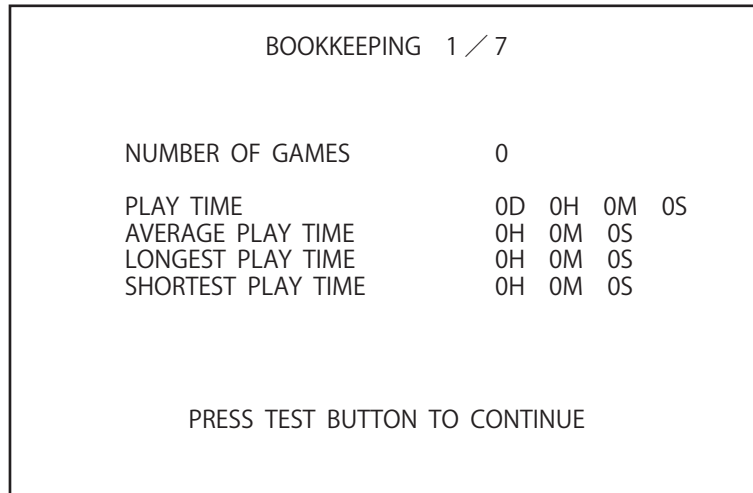 BOOKKEEPING 1 ／ 7
NUMBER OF GAMES 0
PLAY TIME 0D 0H 0M 0S
AVERAGE PLAY TIME 0H 0M 0S
LONGEST PLAY TIME 0H 0M 0S
SHORTEST PLAY TIME 0H 0M 0S
PRESS TEST BUTTON TO CONTINUE